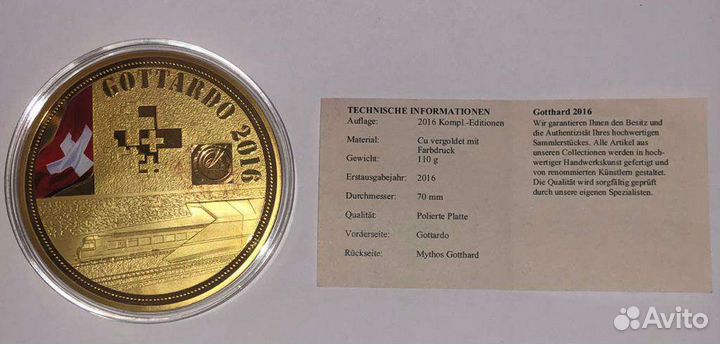 GOTTARDO 2016
TECHNISCHE INFORMATIONEN
Auflage: 2016 Kompl.-Editionen
Material: Cu vergoldet mit
Farbdruck
Gewicht: 110 g
Erstausgabejahr: 2016
Durchmesser: 70 mm
Qualität: Polierte Platte
Vorderseite: Gottardo
Rückseite: Mythos Gotthard
Gotthard 2016
Wir garantieren Ihnen den Besitz und
die Authentizität Ihres hochwertigen
Sammlerstückes. Alle Artikel aus
unseren Collectionen werden in hoch-
wertiger Handwerkskunst gefertigt und
von renommierten Künstlern gestaltet.
Die Qualität wird sorgfältig geprüft
durch unsere eigenen Spezialisten.
Avito